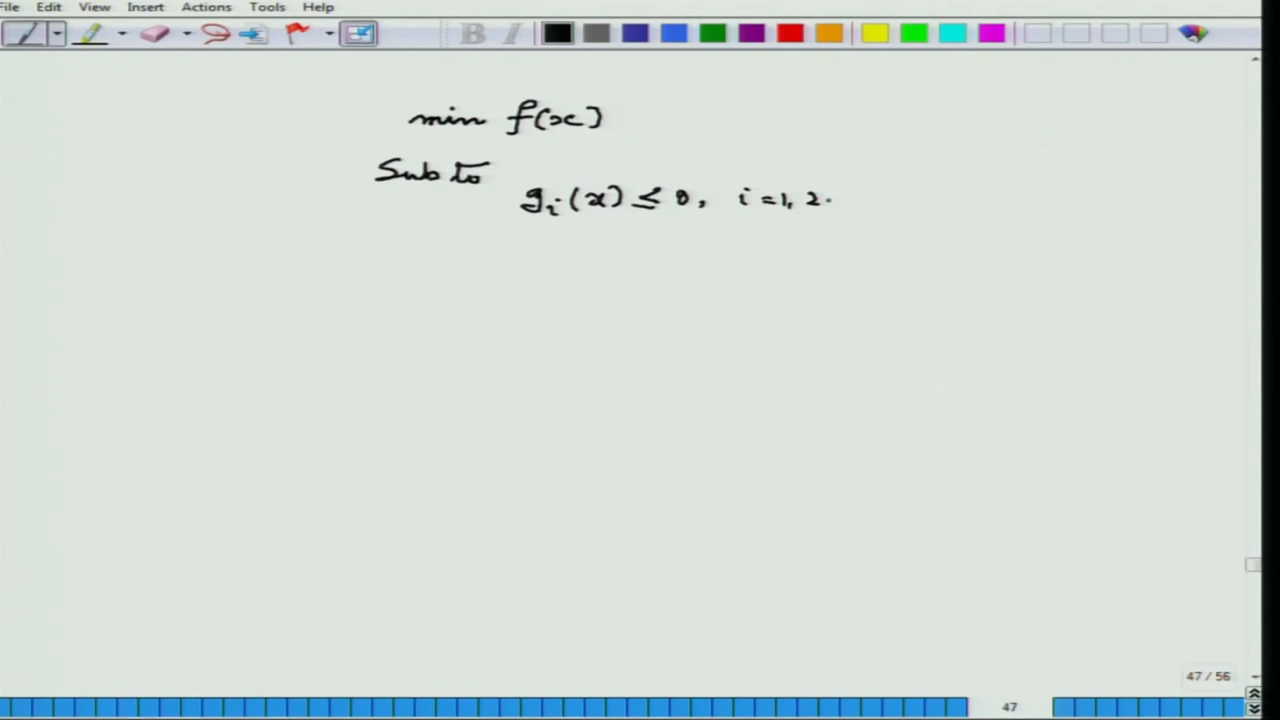 File Edit View Insert Actions Tools Help
B I
min f(x)
Sub to
gi(x) ≤ 0, i = 1, 2.
47 / 56
47